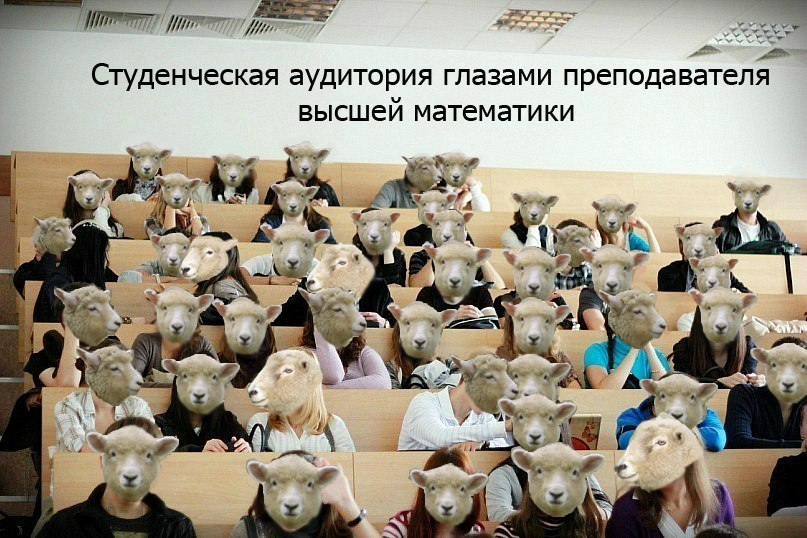 Студенческая аудитория глазами преподавателя
высшей математики